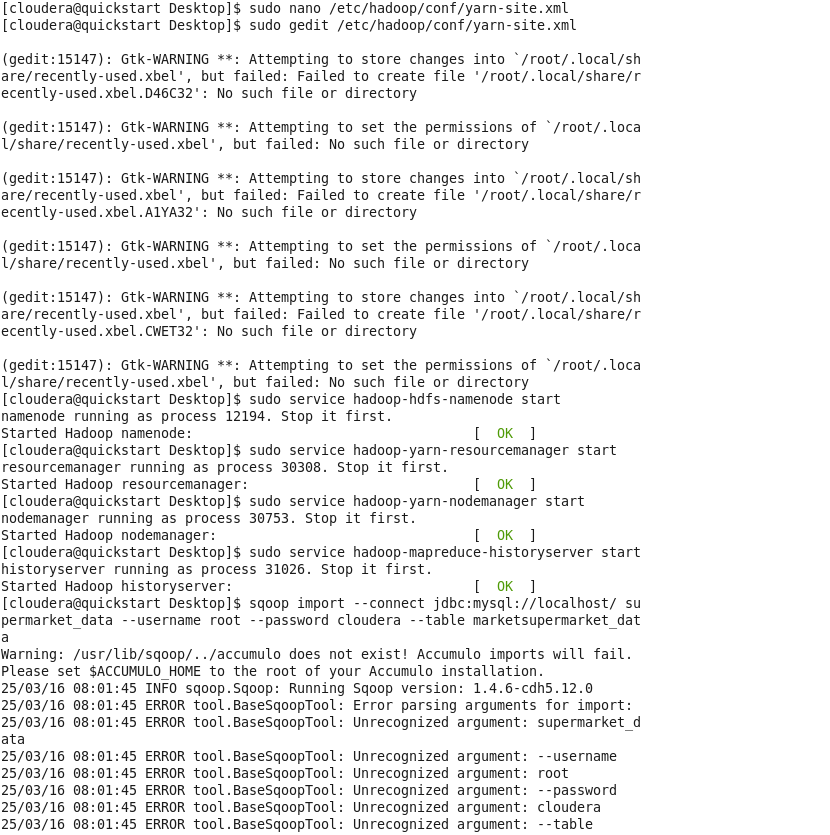 [cloudera@quickstart Desktop]$ sudo nano /etc/hadoop/conf/yarn-site.xml
[cloudera@quickstart Desktop]$ sudo gedit /etc/hadoop/conf/yarn-site.xml
(gedit:15147): Gtk-WARNING **: Attempting to store changes into `/root/.local/sh
are/recently-used.xbel', but failed: Failed to create file '/root/.local/share/r
ecently-used.xbel.D46C32': No such file or directory
(gedit:15147): Gtk-WARNING **: Attempting to set the permissions of `/root/.loca
l/share/recently-used.xbel', but failed: No such file or directory
(gedit:15147): Gtk-WARNING **: Attempting to store changes into `/root/.local/sh
are/recently-used.xbel', but failed: Failed to create file '/root/.local/share/r
ecently-used.xbel.A1YA32': No such file or directory
(gedit:15147): Gtk-WARNING **: Attempting to set the permissions of `/root/.loca
l/share/recently-used.xbel', but failed: No such file or directory
(gedit:15147): Gtk-WARNING **: Attempting to store changes into `/root/.local/sh
are/recently-used.xbel', but failed: Failed to create file '/root/.local/share/r
ecently-used.xbel.CWET32': No such file or directory
(gedit:15147): Gtk-WARNING **: Attempting to set the permissions of `/root/.loca
l/share/recently-used.xbel', but failed: No such file or directory
[cloudera@quickstart Desktop]$ sudo service hadoop-hdfs-namenode start
namenode running as process 12194. Stop it first.
Started Hadoop namenode: [ OK ]
[cloudera@quickstart Desktop]$ sudo service hadoop-yarn-resourcemanager start
resourcemanager running as process 30308. Stop it first.
Started Hadoop resourcemanager: [ OK ]
[cloudera@quickstart Desktop]$ sudo service hadoop-yarn-nodemanager start
nodemanager running as process 30753. Stop it first.
Started Hadoop nodemanager: [ OK ]
[cloudera@quickstart Desktop]$ sudo service hadoop-mapreduce-historyserver start
historyserver running as process 31026. Stop it first.
Started Hadoop historyserver: [ OK ]
[cloudera@quickstart Desktop]$ sqoop import --connect jdbc:mysql://localhost/ su
permarket_data --username root --password cloudera --table marketsupermarket_dat
a
Warning: /usr/lib/sqoop/../accumulo does not exist! Accumulo imports will fail.
Please set $ACCUMULO_HOME to the root of your Accumulo installation.
25/03/16 08:01:45 INFO sqoop.Sqoop: Running Sqoop version: 1.4.6-cdh5.12.0
25/03/16 08:01:45 ERROR tool.BaseSqoopTool: Error parsing arguments for import:
25/03/16 08:01:45 ERROR tool.BaseSqoopTool: Unrecognized argument: supermarket_d
ata
25/03/16 08:01:45 ERROR tool.BaseSqoopTool: Unrecognized argument: --username
25/03/16 08:01:45 ERROR tool.BaseSqoopTool: Unrecognized argument: root
25/03/16 08:01:45 ERROR tool.BaseSqoopTool: Unrecognized argument: --password
25/03/16 08:01:45 ERROR tool.BaseSqoopTool: Unrecognized argument: cloudera
25/03/16 08:01:45 ERROR tool.BaseSqoopTool: Unrecognized argument: --table